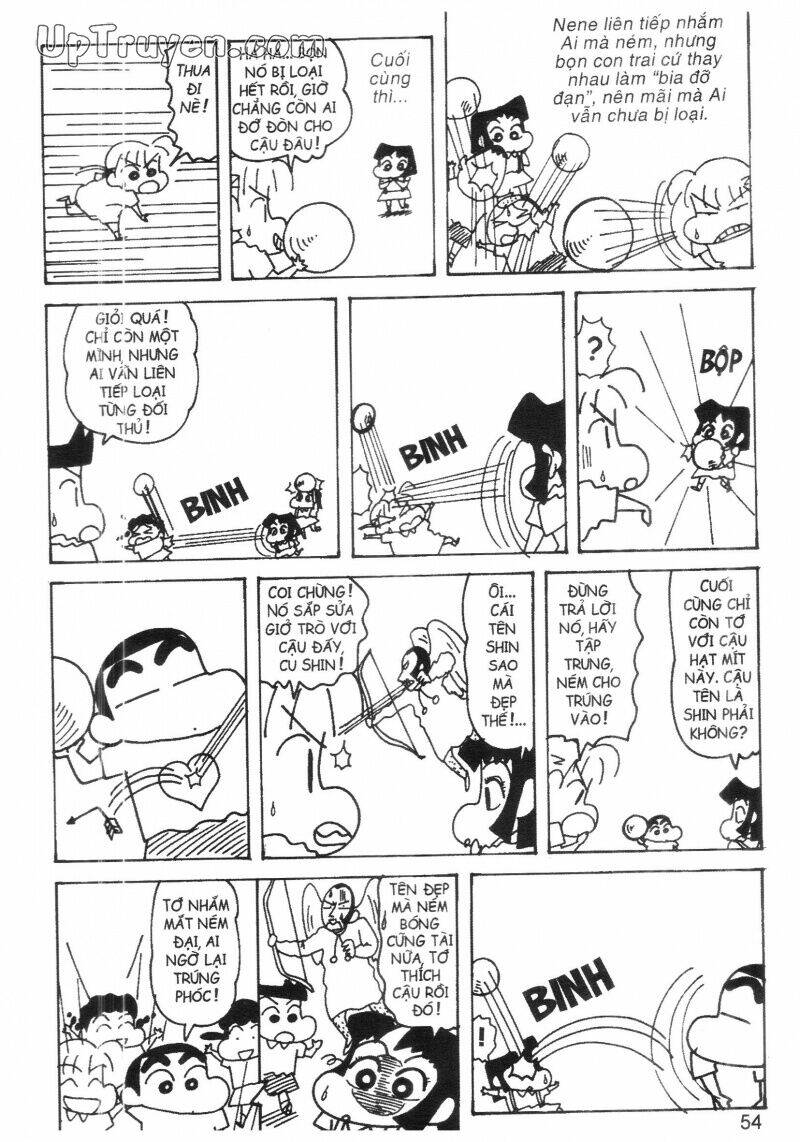 UpTruyen.com
Nene liên tiếp nhắm
Ai mà ném, nhưng
bọn con trai cứ thay
nhau làm "bia đỡ
đạn", nên mãi mà Ai
vẫn chưa bị loại.
Cuối
cùng
thì...
HA HA... BỌN
NÓ BỊ LOẠI
HẾT RỒI, GIỜ
CHẲNG CÒN AI
ĐỠ ĐÒN CHO
CẬU ĐÂU!
THUA
ĐI
NÈ!
BỘP
?
BINH
BINH
GIỎI QUÁ!
CHỈ CÒN MỘT
MÌNH, NHƯNG
AI VẪN LIÊN
TIẾP LOẠI
TỪNG ĐỐI
THỦ!
CUỐI
CÙNG CHỈ
CÒN TỚ
VỚI CẬU
HẠT MÍT
NÀY. CẬU
TÊN LÀ
SHIN PHẢI
KHÔNG?
ĐỪNG
TRẢ LỜI
NÓ, HÃY
TẬP
TRUNG,
NÉM CHO
TRÚNG
VÀO!
ÔI...
CÁI
TÊN
SHIN
SAO
MÀ
ĐẸP
THẾ!...
COI CHỪNG!
NÓ SẮP SỬA
GIỞ TRÒ VỚI
CẬU ĐẤY,
CU SHIN!
BINH
!
TÊN ĐẸP
MÀ NÉM
BÓNG
CŨNG TÀI
NỮA, TỚ
THÍCH
CẬU RỒI
ĐÓ!
TỚ NHẮM
MẮT NÉM
ĐẠI, AI
NGỜ LẠI
TRÚNG
PHÓC!
54